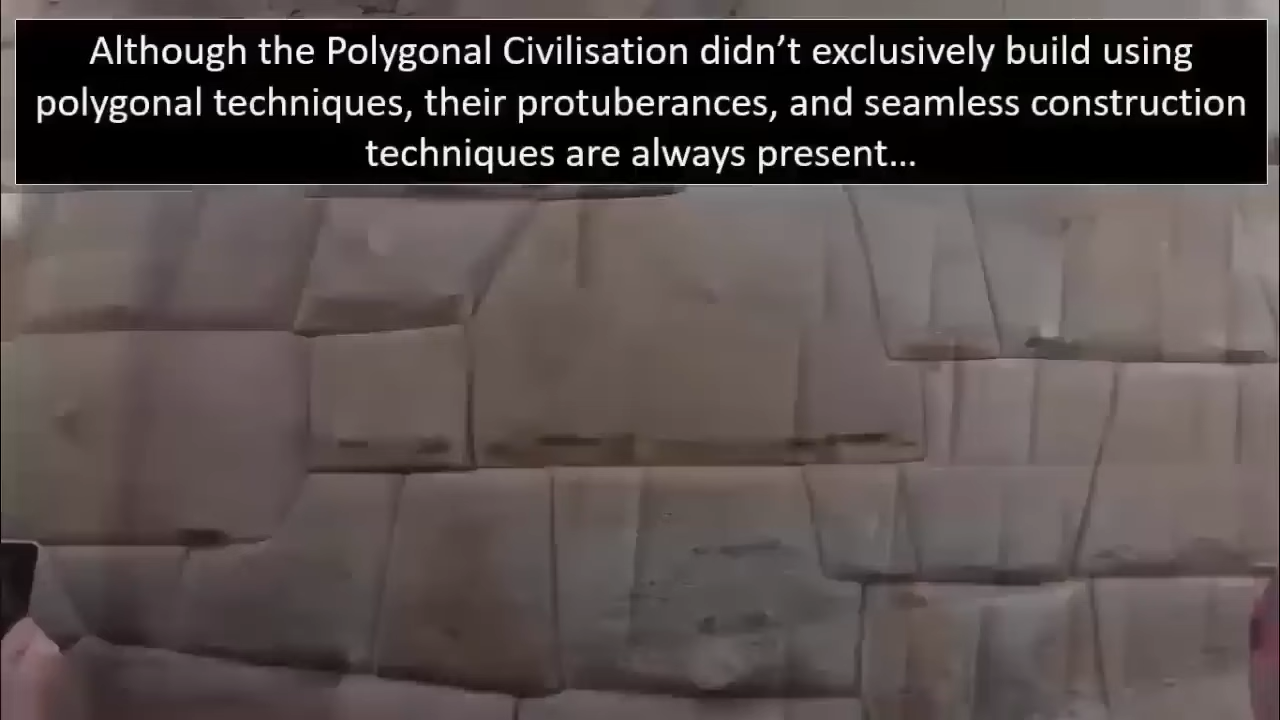 Although the Polygonal Civilisation didn’t exclusively build using
polygonal techniques, their protuberances, and seamless construction
techniques are always present...